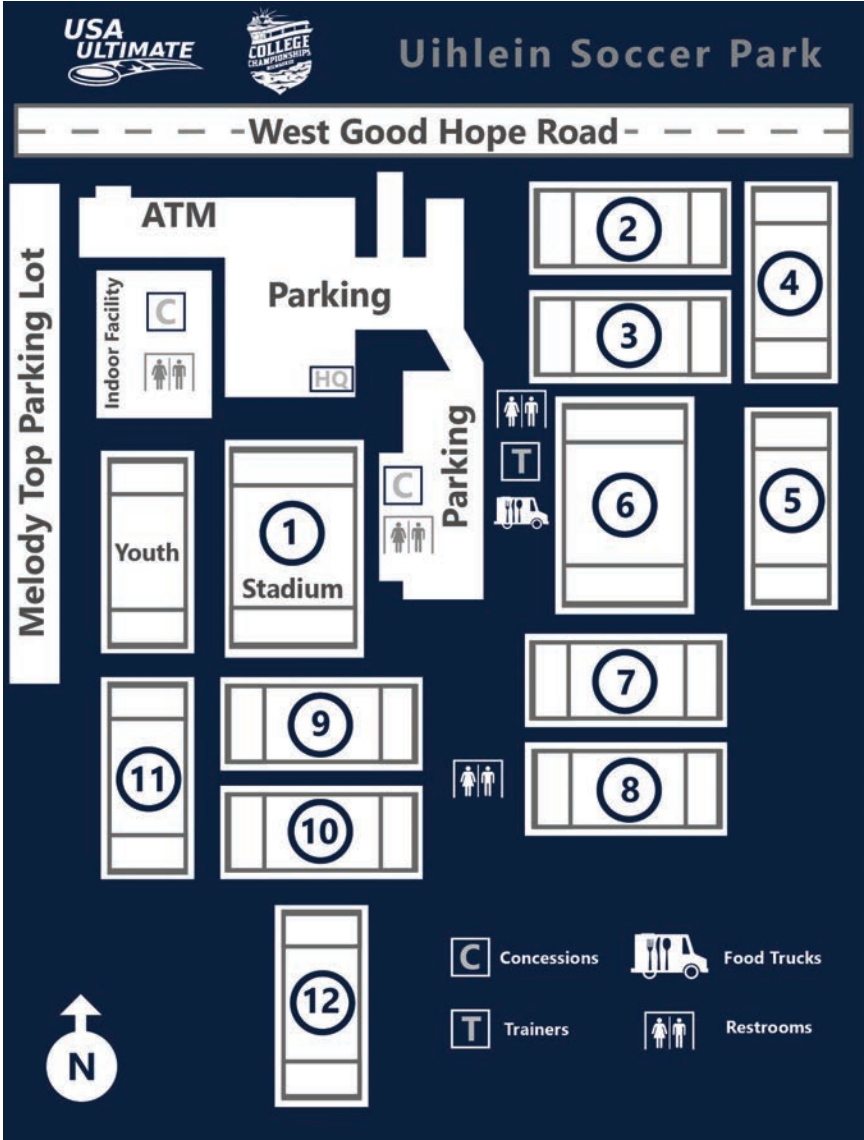 USA
ULTIMATE
COLLEGE
CHAMPIONSHIPS
MILWAUKEE
Uihlein Soccer Park
West Good Hope Road
Melody Top Parking Lot
ATM
Parking
Indoor Facility
C
HQ
Parking
C
T
2
3
4
5
6
Youth
1
Stadium
7
8
9
10
11
12
C Concessions
Food Trucks
T Trainers
Restrooms
N